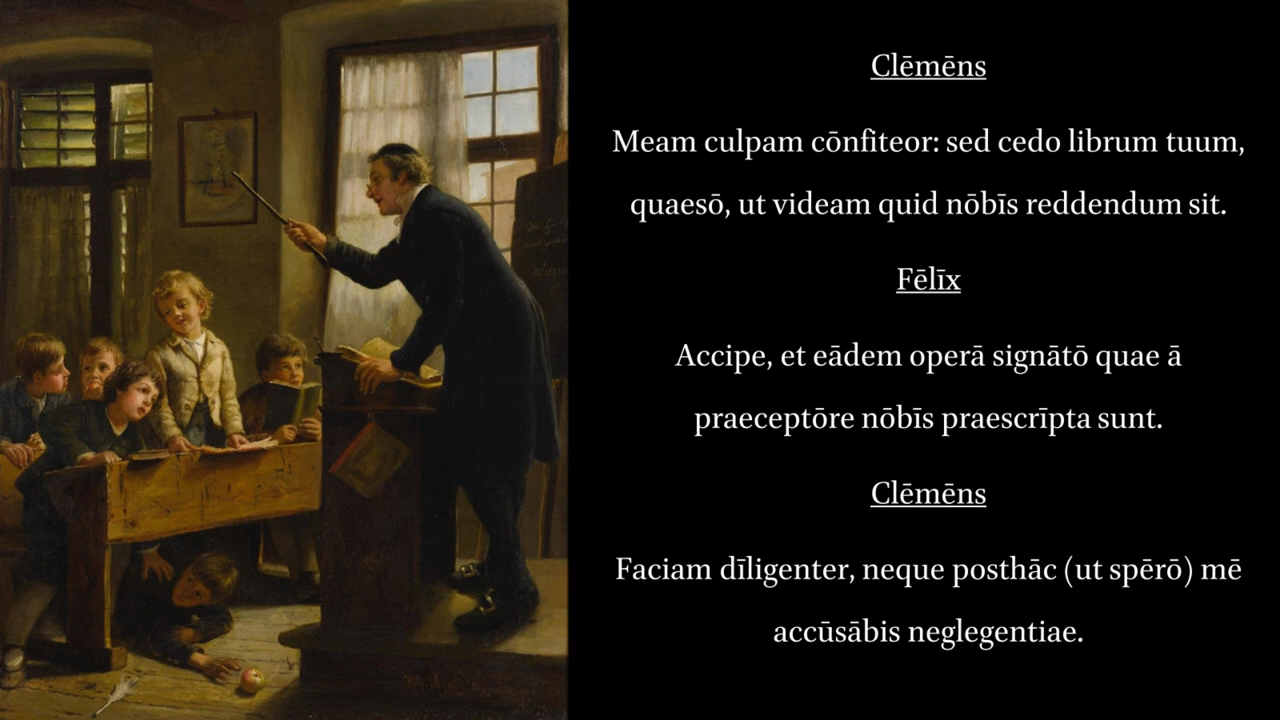 Clēmēns
Meam culpam cōnfiteor: sed cedo librum tuum,
quaesō, ut videam quid nōbīs reddendum sit.
Fēlīx
Accipe, et eādem operā signātō quae ā
praeceptōre nōbīs praescrīpta sunt.
Clēmēns
Faciam dīligenter, neque posthāc (ut spērō) mē
accūsābis neglegentiae.